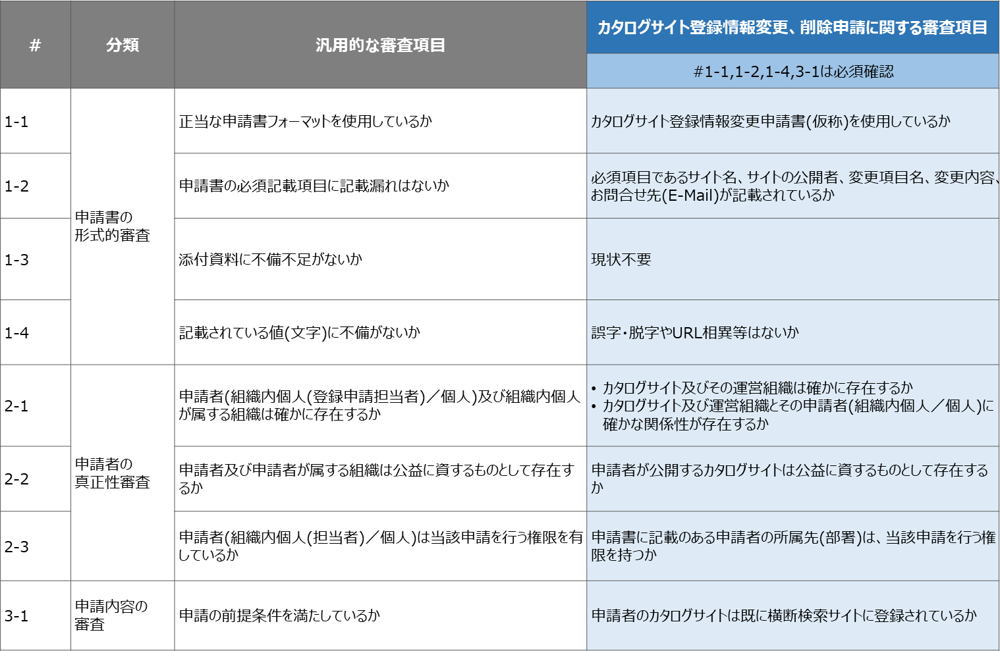 #
分類
汎用的な審査項目
カタログサイト登録情報変更、削除申請に関する審査項目
#1-1,1-2,1-4,3-1は必須確認
1-1
申請書の
形式的審査
正当な申請書フォーマットを使用しているか
カタログサイト登録情報変更申請書(仮称)を使用しているか
1-2
申請書の必須記載項目に記載漏れはないか
必須項目であるサイト名、サイトの公開者、変更項目名、変更内容、
お問合せ先(E-Mail)が記載されているか
1-3
添付資料に不備不足がないか
現状不要
1-4
記載されている値(文字)に不備がないか
誤字・脱字やURL相異等はないか
2-1
申請者の
真正性審査
申請者(組織内個人(登録申請担当者)／個人)及び組織内個人
が属する組織は確かに存在するか
• カタログサイト及びその運営組織は確かに存在するか
• カタログサイト及び運営組織とその申請者(組織内個人／個人)に
確かな関係性が存在するか
2-2
申請者及び申請者が属する組織は公益に資するものとして存在す
るか
申請者が公開するカタログサイトは公益に資するものとして存在する
か
2-3
申請者(組織内個人(担当者)／個人)は当該申請を行う権限を有
しているか
申請書に記載のある申請者の所属先(部署)は、当該申請を行う権
限を持つか
3-1
申請内容の
審査
申請の前提条件を満たしているか
申請者のカタログサイトは既に横断検索サイトに登録されているか